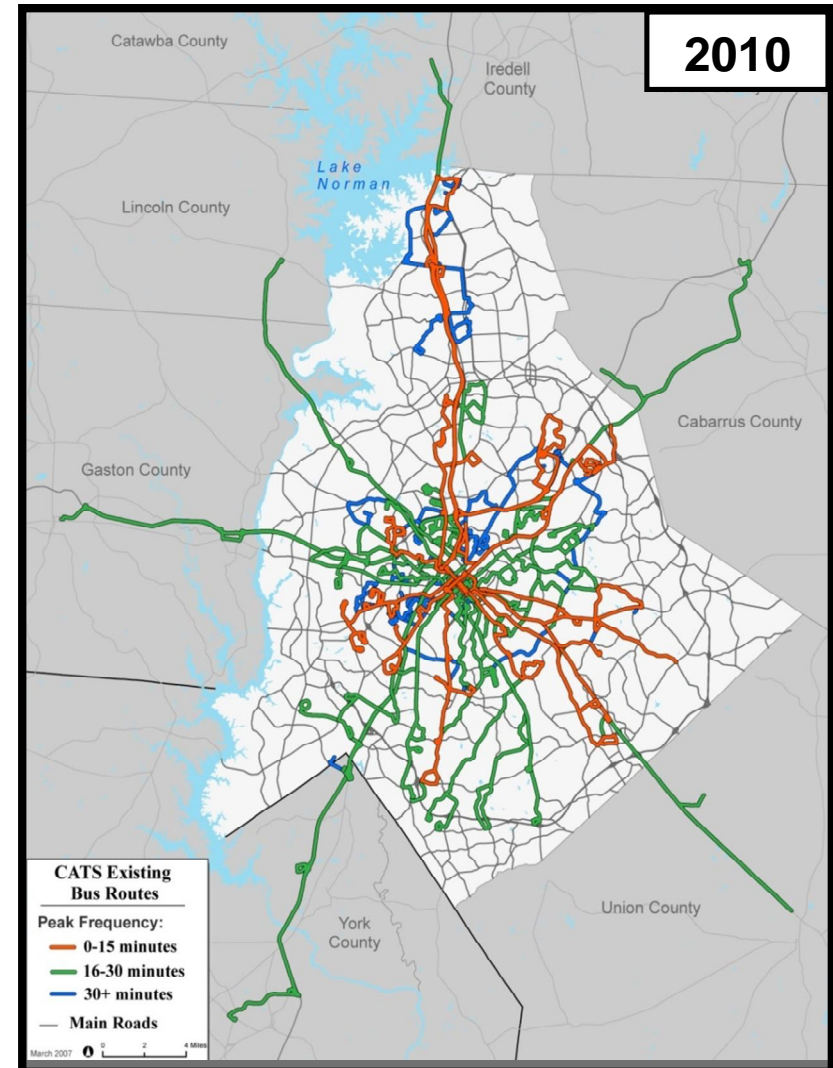 2010
Catawba County
Iredell
County
Lake
Norman
Lincoln County
Cabarrus County
Gaston County
Union County
York
County
CATS Existing
Bus Routes
Peak Frequency:
0-15 minutes
16-30 minutes
30+ minutes
Main Roads
March 2007
0 2 4 Miles